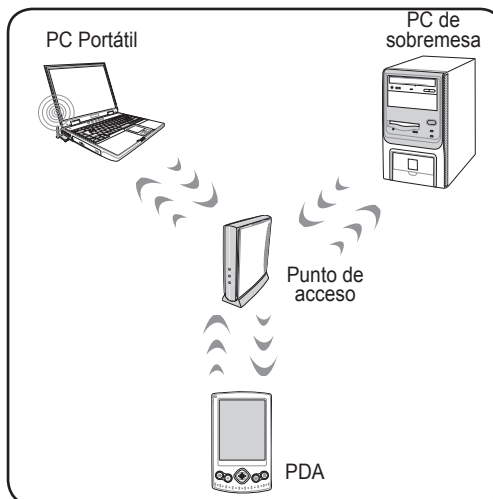 PC Portátil
PC de
sobremesa
Punto de
acceso
PDA